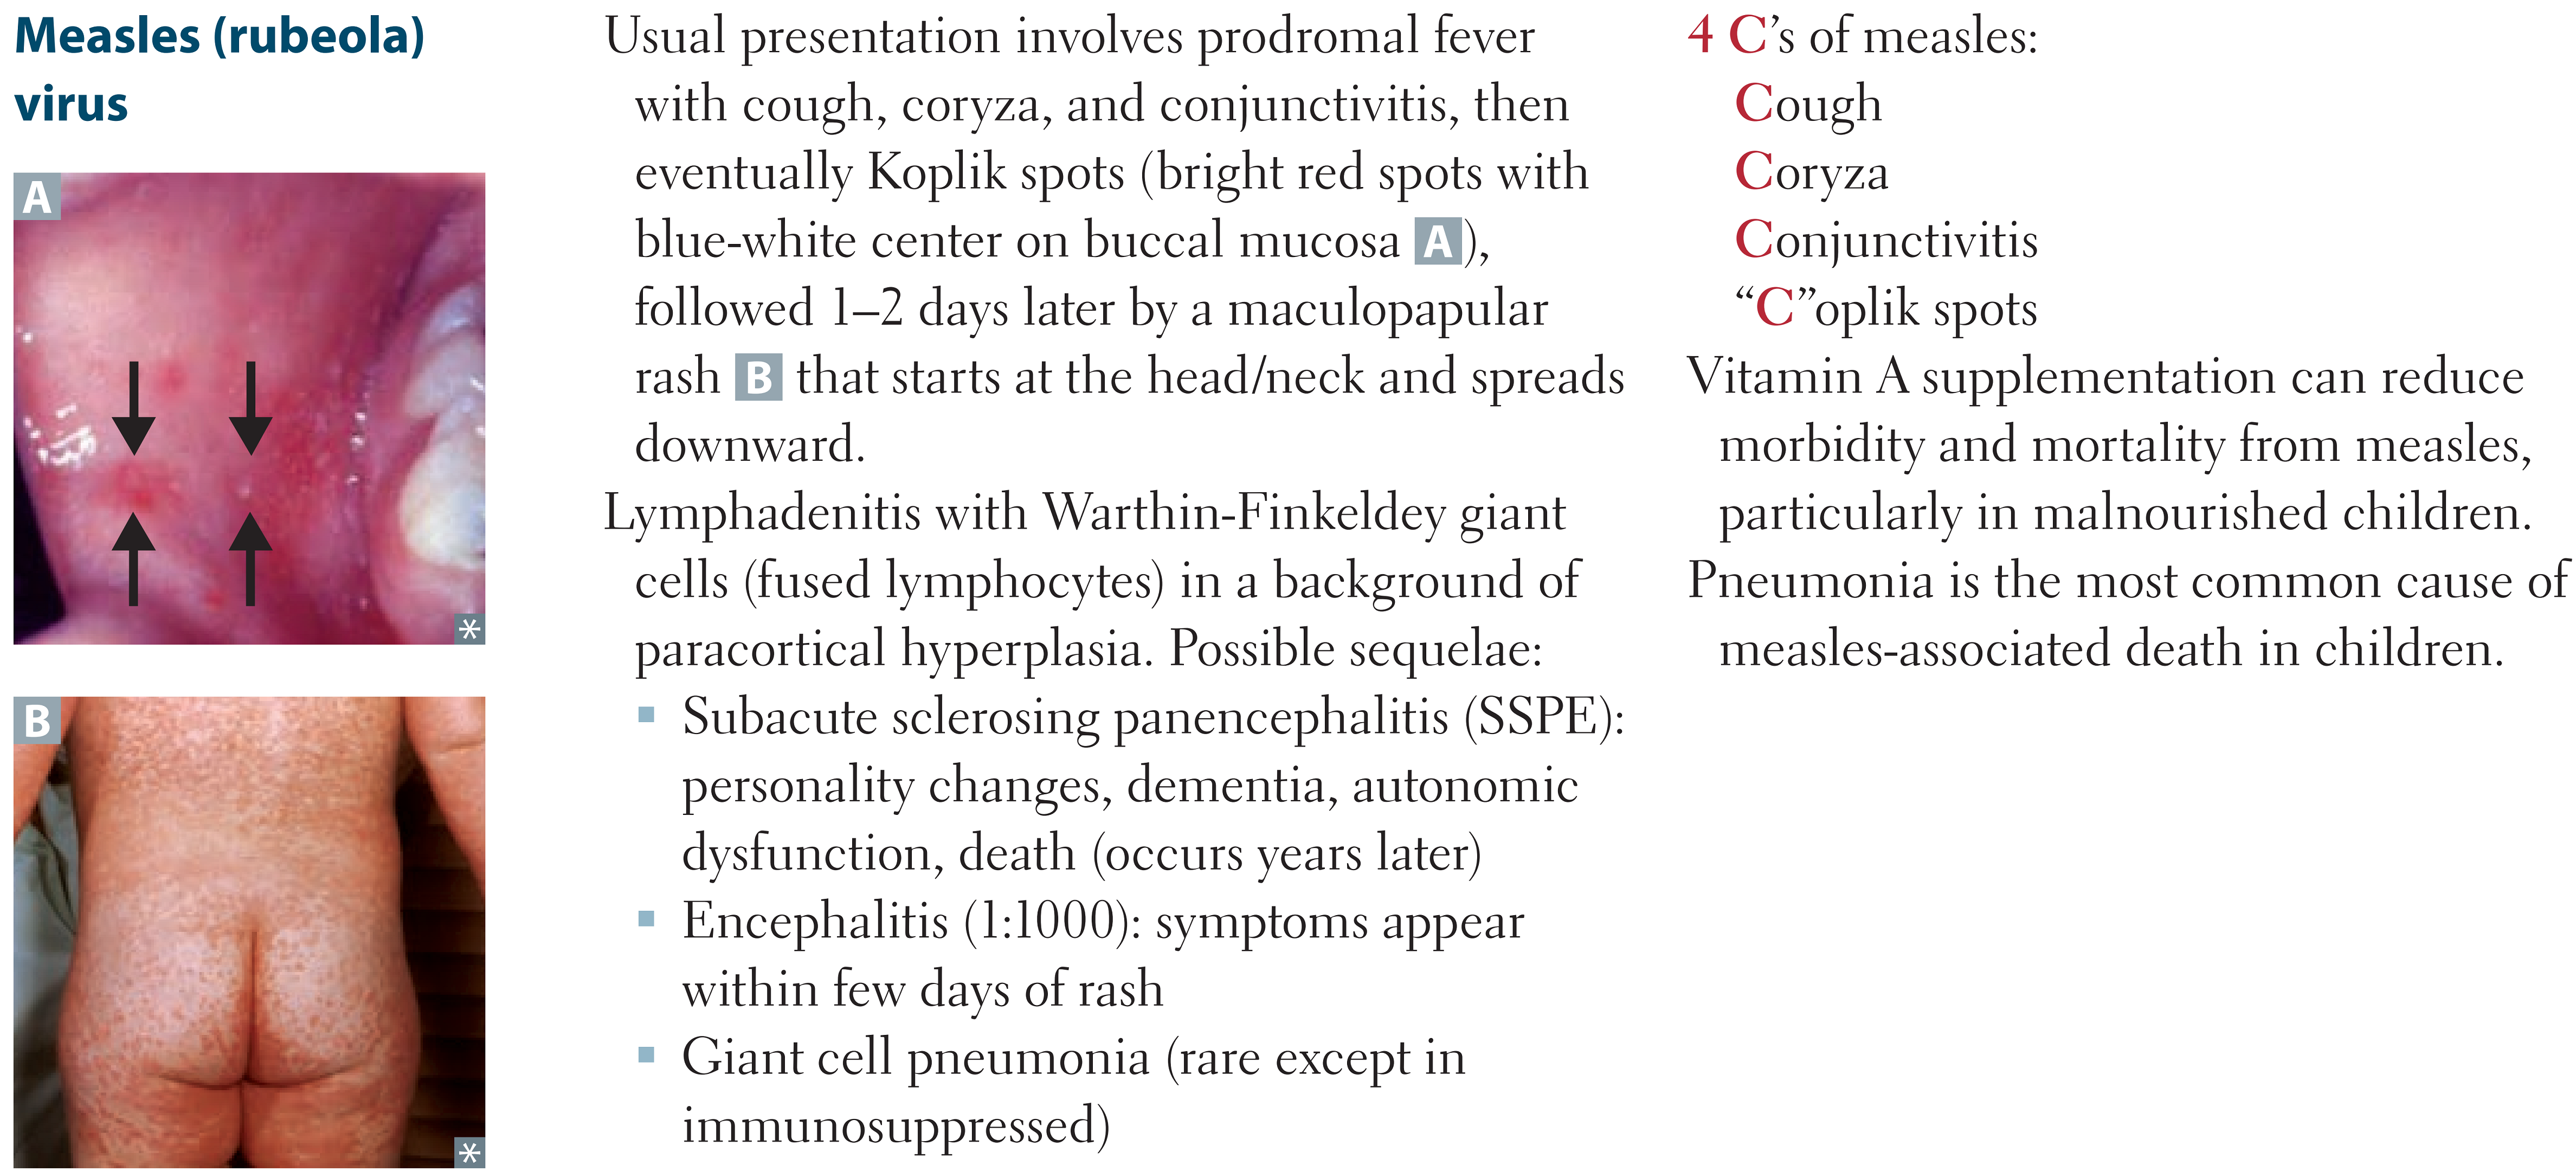 Measles (rubeola)
virus
A
*
B
*
Usual presentation involves prodromal fever
with cough, coryza, and conjunctivitis, then
eventually Koplik spots (bright red spots with
blue-white center on buccal mucosa A),
followed 1–2 days later by a maculopapular
rash B that starts at the head/neck and spreads
downward.
Lymphadenitis with Warthin-Finkeldey giant
cells (fused lymphocytes) in a background of
paracortical hyperplasia. Possible sequelae:
▪ Subacute sclerosing panencephalitis (SSPE):
personality changes, dementia, autonomic
dysfunction, death (occurs years later)
▪ Encephalitis (1:1000): symptoms appear
within few days of rash
▪ Giant cell pneumonia (rare except in
immunosuppressed)
4 C’s of measles:
Cough
Coryza
Conjunctivitis
“C”oplik spots
Vitamin A supplementation can reduce
morbidity and mortality from measles,
particularly in malnourished children.
Pneumonia is the most common cause of
measles-associated death in children.